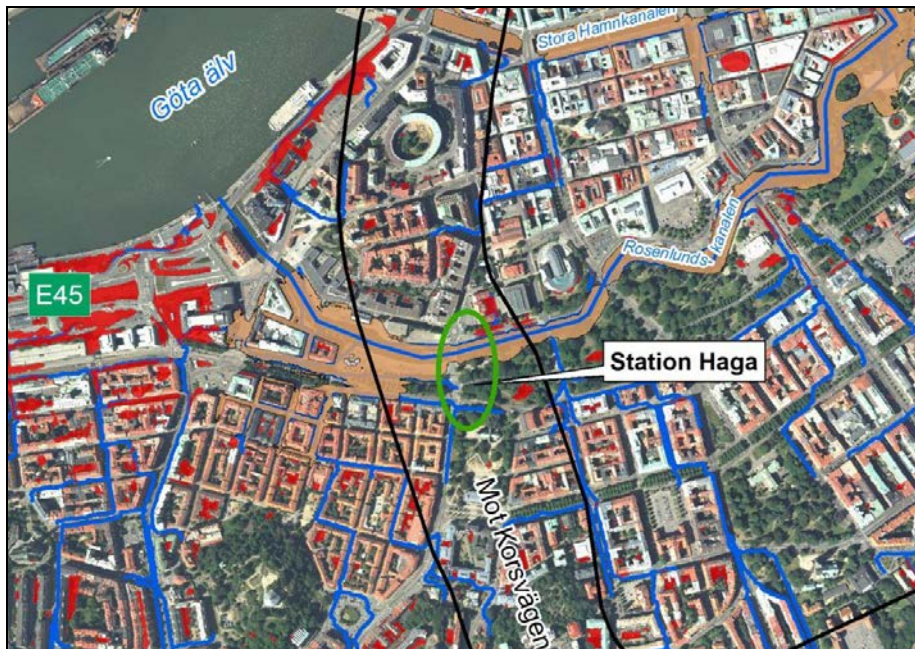 Stora Hamnkanalen
Göta älv
Rosenlunds-
kanalen
E45
Station Haga
Mot Korsvägen